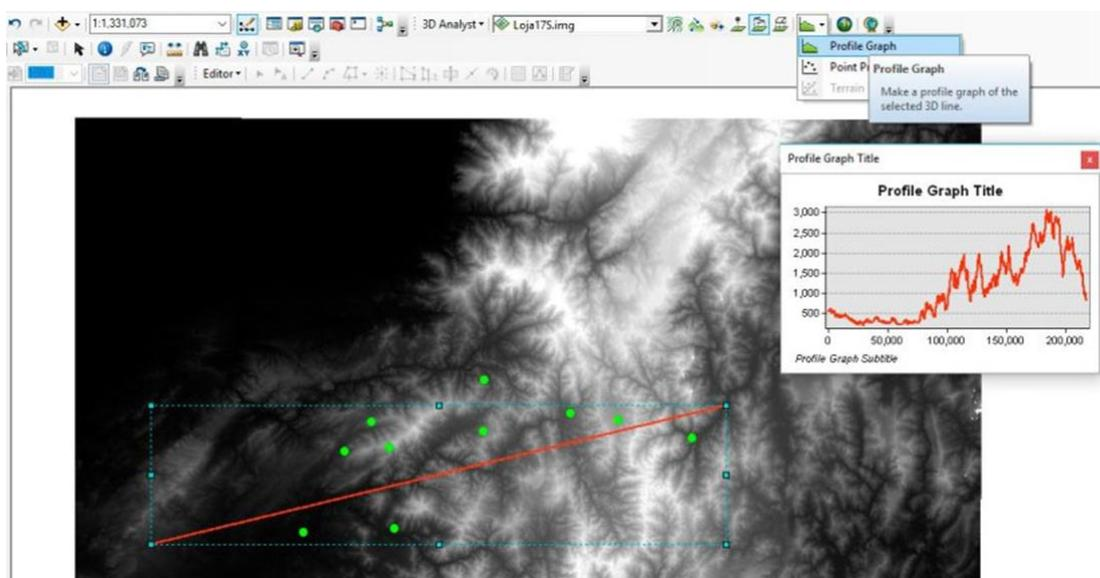 1:1,331,073
3D Analyst
Loja17S.img
Profile Graph
Editor
Point P
Profile Graph
Terrain
Make a profile graph of the
selected 3D line.
Profile Graph Title
Profile Graph Title
3,000
2,500
2,000
1,500
1,000
500
0 50,000 100,000 150,000 200,000
Profile Graph Subtitle